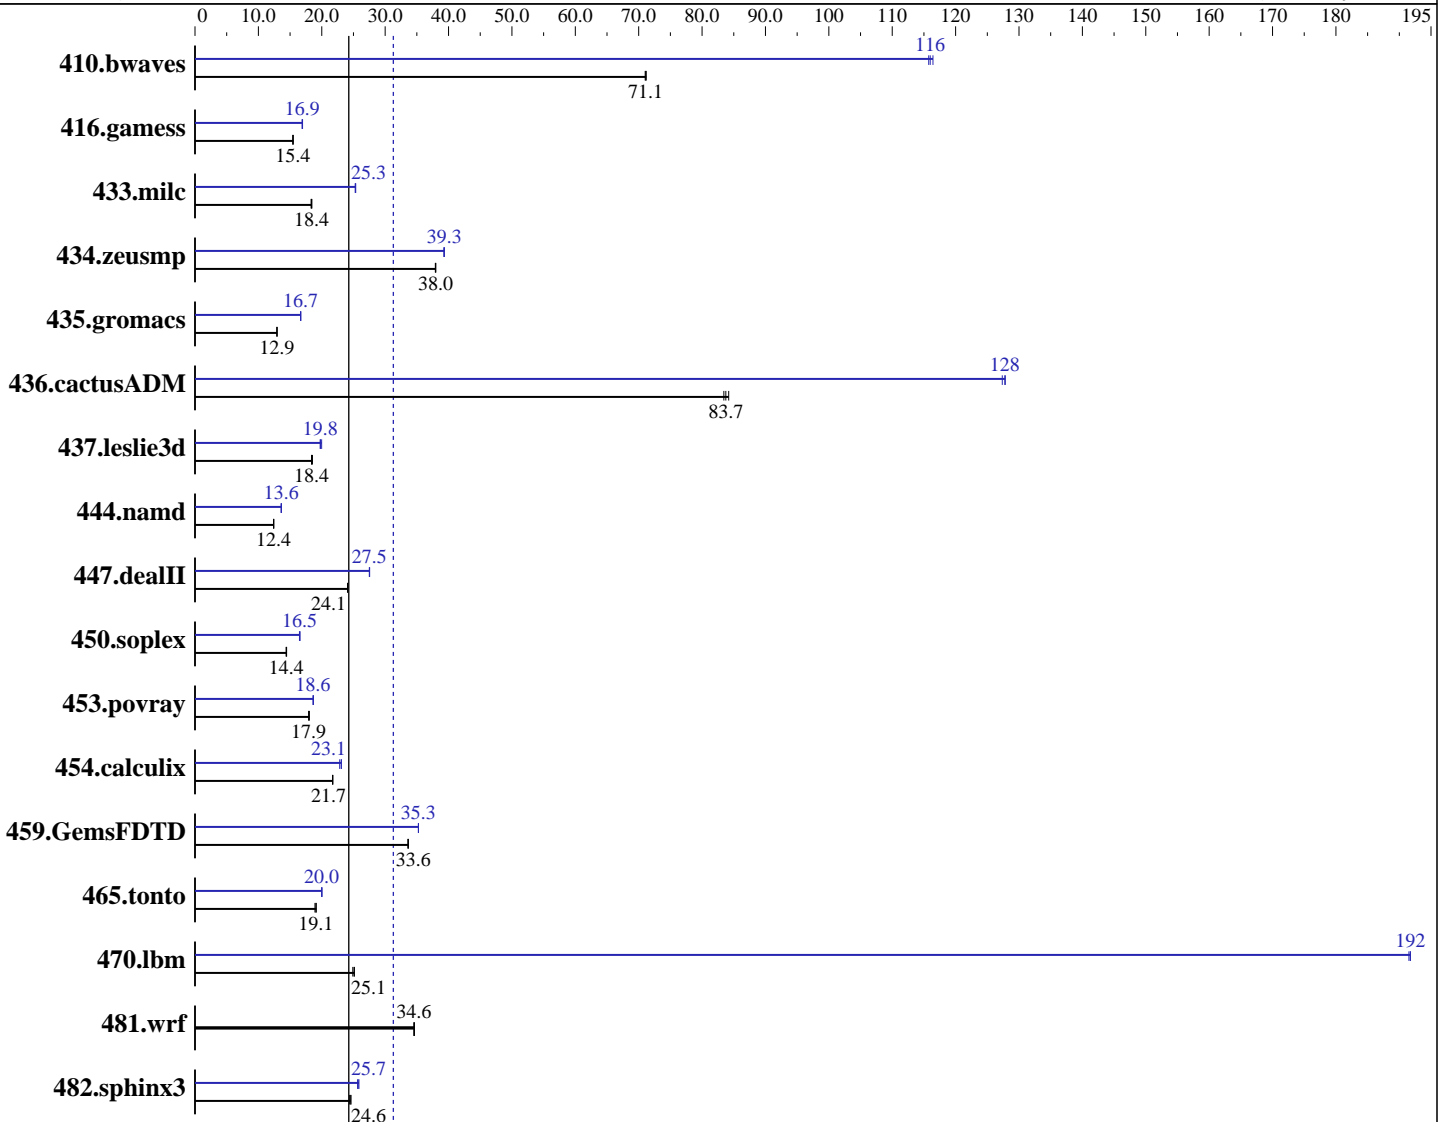 0 10.0 20.0 30.0 40.0 50.0 60.0 70.0 80.0 90.0 100 110 120 130 140 150 160 170 180 195
410.bwaves 116
71.1
416.gamess 16.9
15.4
433.milc 25.3
18.4
434.zeusmp 39.3
38.0
435.gromacs 16.7
12.9
436.cactusADM 128
83.7
437.leslie3d 19.8
18.4
444.namd 13.6
12.4
447.dealII 27.5
24.1
450.soplex 16.5
14.4
453.povray 18.6
17.9
454.calculix 23.1
21.7
459.GemsFDTD 35.3
33.6
465.tonto 20.0
19.1
470.lbm 192
25.1
481.wrf 34.6
482.sphinx3 25.7
24.6